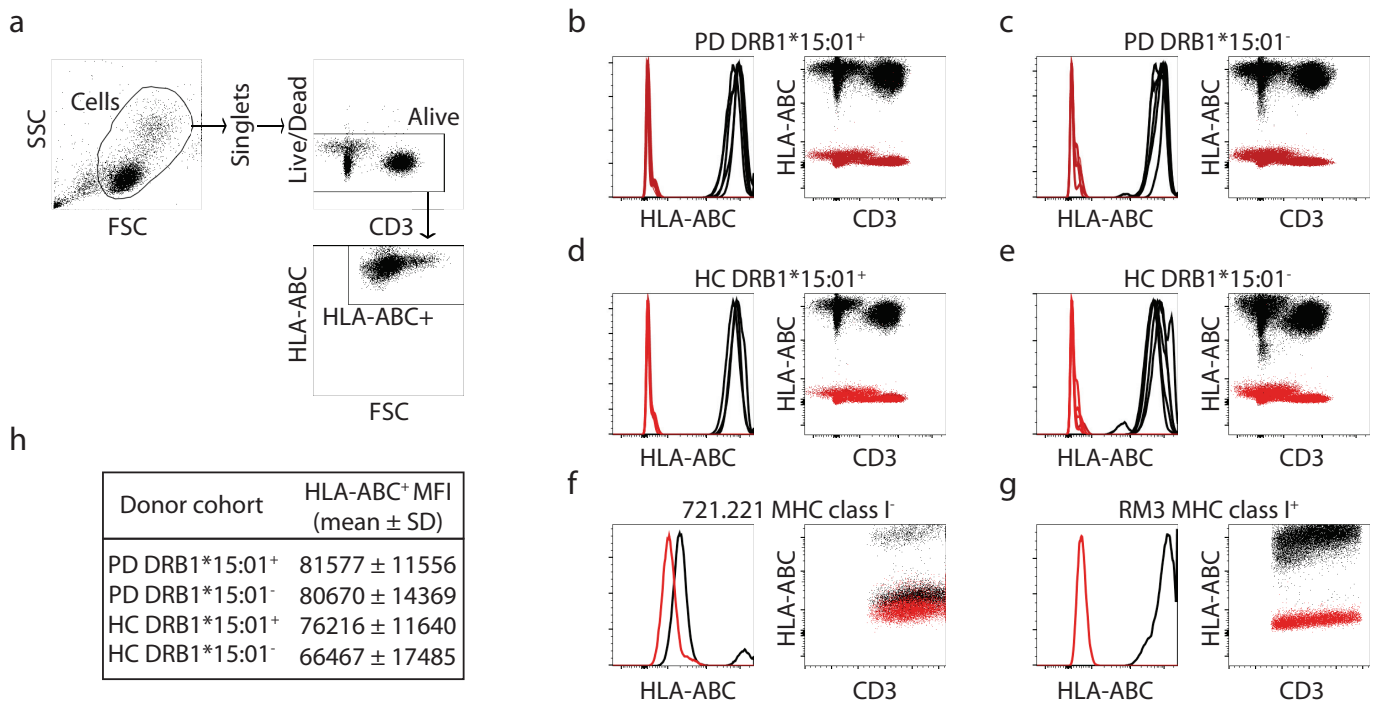 a
Cells
SSC
FSC
Singlets
Live/Dead
Alive
CD3
HLA-ABC
HLA-ABC+
FSC
b
PD DRB1*15:01+
HLA-ABC
HLA-ABC
CD3
c
PD DRB1*15:01-
HLA-ABC
HLA-ABC
CD3
d
HC DRB1*15:01+
HLA-ABC
HLA-ABC
CD3
e
HC DRB1*15:01-
HLA-ABC
HLA-ABC
CD3
f
721.221 MHC class I-
HLA-ABC
HLA-ABC
CD3
g
RM3 MHC class I+
HLA-ABC
HLA-ABC
CD3
h
Donor cohort HLA-ABC+ MFI
(mean ± SD)
PD DRB1*15:01+ 81577 ± 11556
PD DRB1*15:01- 80670 ± 14369
HC DRB1*15:01+ 76216 ± 11640
HC DRB1*15:01- 66467 ± 17485